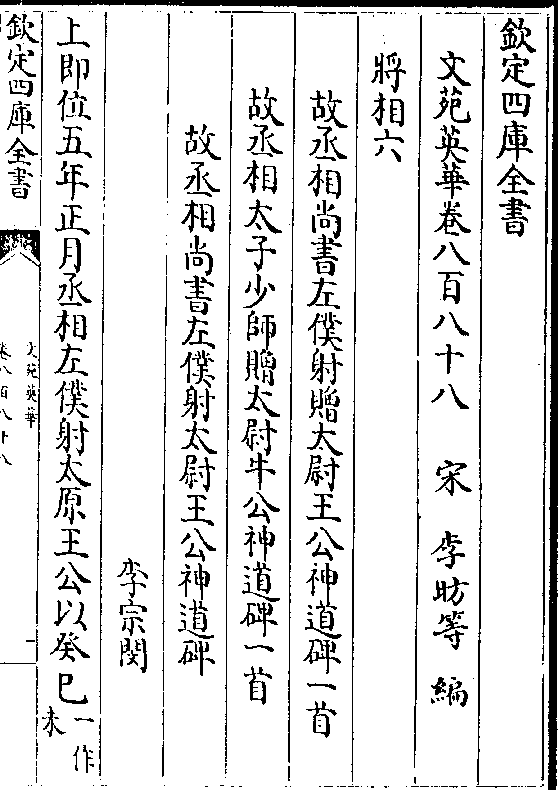 欽定四庫全書
文苑英華卷八百八十八 宋 李昉等 編
將相六
故丞相尚書左僕射贈太尉王公神道碑一首
故丞相太子少師贈太尉牛公神道碑一首
故丞相尚書左僕射太尉王公神道碑
李宗閔
上即位五年正月丞相左僕射太原王公以癸巳一作未
欽定四庫全書
文苑英華
卷八百八十八
一